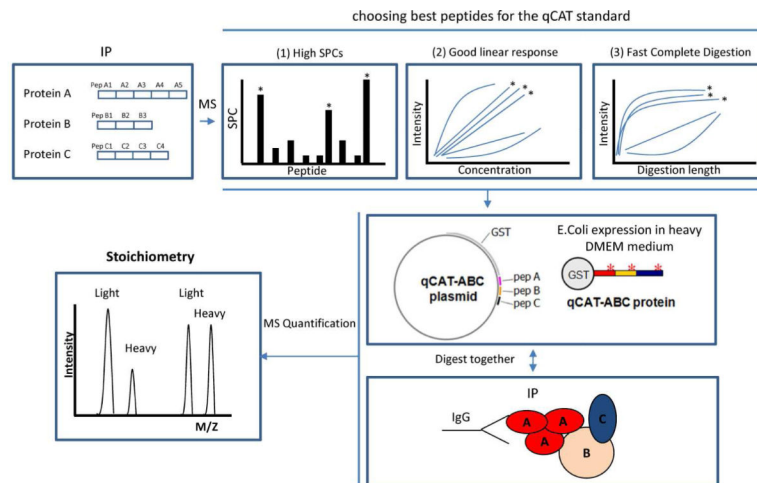 choosing best peptides for the qCAT standard
IP
Protein A
Pep A1 A2 A3 A4 A5
Protein B
Pep B1 B2 B3
Protein C
Pep C1 C2 C3 C4
MS
(1) High SPCs
SPC
*
*
*
Peptide
(2) Good linear response
Intensity
*
*
*
Concentration
(3) Fast Complete Digestion
Intensity
*
*
*
Digestion length
GST
qCAT-ABC
plasmid
pep A
pep B
pep C
E.Coli expression in heavy
DMEM medium
GST
* * *
qCAT-ABC protein
Digest together
IP
IgG
A
A
A
B
C
MS Quantification
Stoichiometry
Light
Heavy
Light
Heavy
Intensity
M/Z